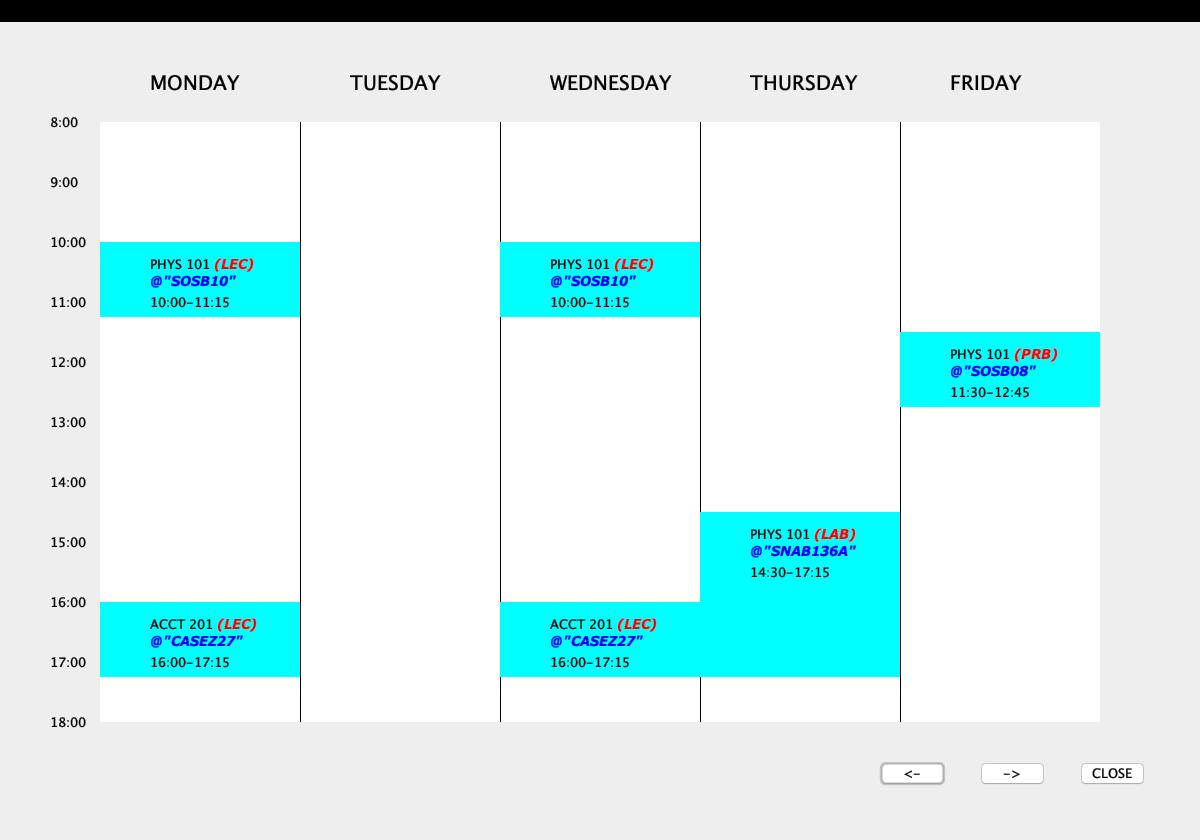 MONDAY TUESDAY WEDNESDAY THURSDAY FRIDAY
8:00
9:00
10:00
PHYS 101 (LEC) PHYS 101 (LEC)
@"SOSB10" @"SOSB10"
11:00 10:00-11:15 10:00-11:15
PHYS 101 (PRB)
12:00
@"SOSB08"
11:30-12:45
13:00
14:00
PHYS 101 (LAB)
15:00
@"SNAB136A"
14:30-17:15
16:00
ACCT 201 (LEC) ACCT 201 (LEC)
@"CASEZ27" @"CASEZ27"
17:00 16:00-17:15 16:00-17:15
18:00
<- -> CLOSE